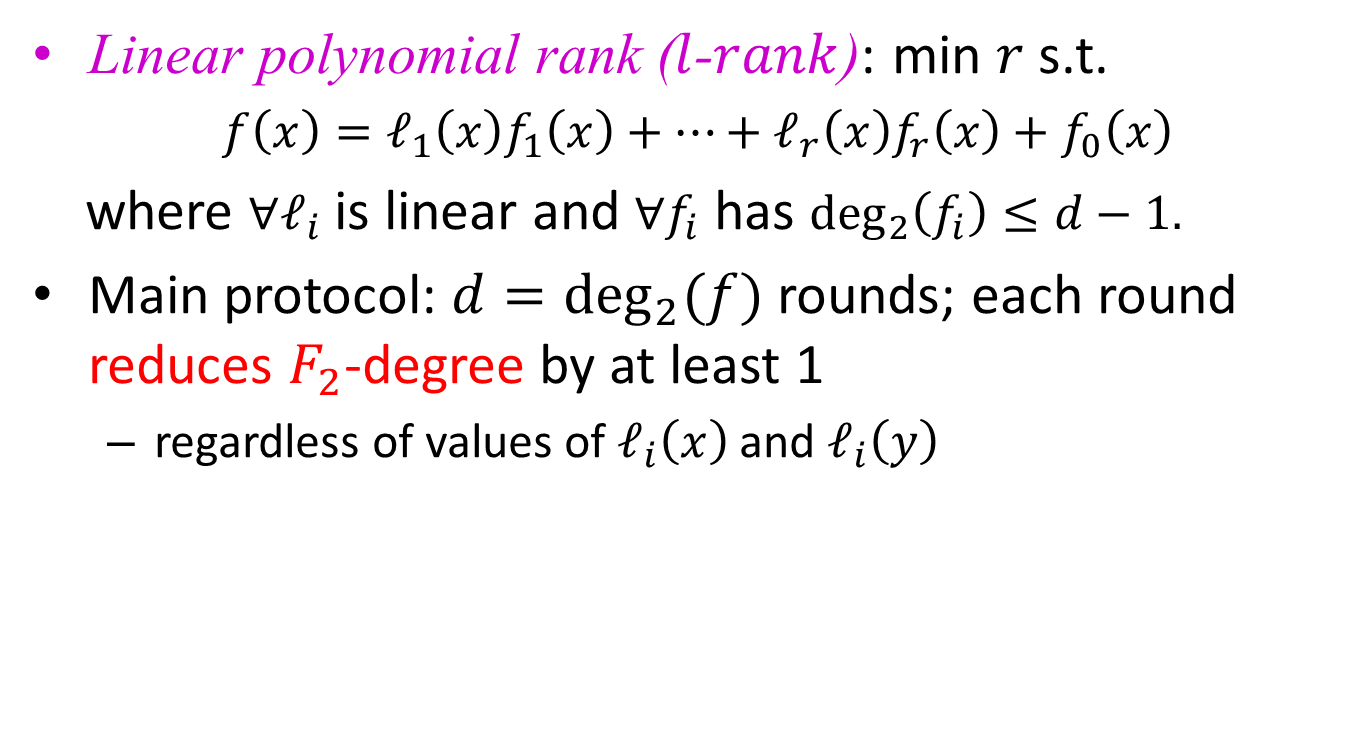 • Linear polynomial rank (l-rank): min r s.t.
f(x) = ℓ₁(x)f₁(x) + ⋯ + ℓᵣ(x)fᵣ(x) + f₀(x)
where ∀ℓᵢ is linear and ∀fᵢ has deg₂(fᵢ) ≤ d − 1.
• Main protocol: d = deg₂(f) rounds; each round
reduces F₂-degree by at least 1
– regardless of values of ℓᵢ(x) and ℓᵢ(y)